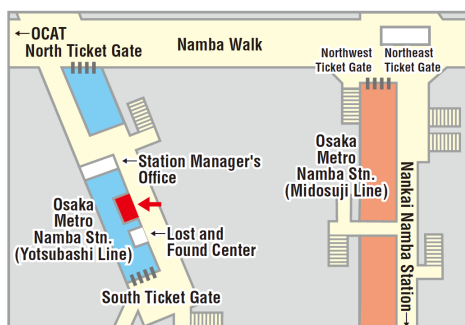 ←OCAT
North Ticket Gate
Namba Walk
Northwest
Ticket Gate
Northeast
Ticket Gate
←Station Manager's
Office
Osaka
Metro
Namba Stn.
(Midosuji Line)
Osaka
Metro
Namba Stn.
(Yotsubashi Line)
←Lost and
Found Center
South Ticket Gate
Nankai Namba Station→